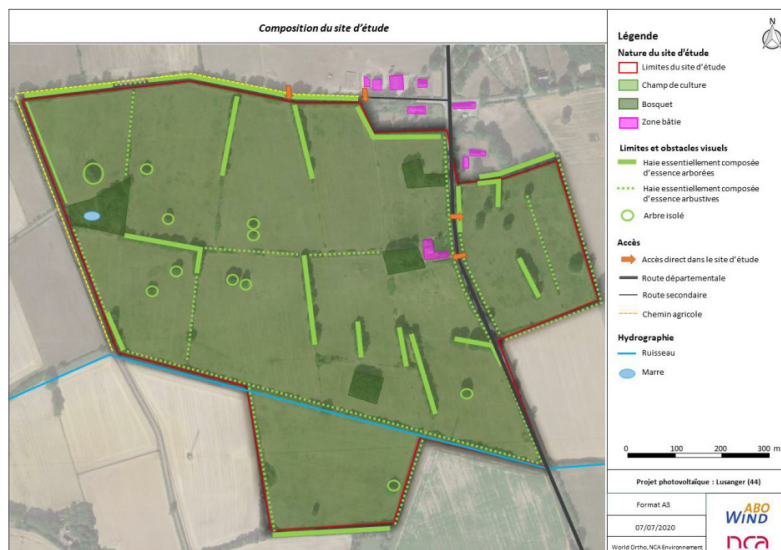 Composition du site d'étude
N
Légende
Nature du site d'étude
Limites du site d'étude
Champ de culture
Bosquet
Zone bâtie
Limites et obstacles visuels
Haie essentiellement composée
d'essence arborées
Haie essentiellement composée
d'essence arbustives
Arbre isolé
Accès
Accès direct dans le site d'étude
Route départementale
Route secondaire
Chemin agricole
Hydrographie
Ruisseau
Marre
0 100 200 300 m
Projet photovoltaïque : Lusanger (44)
Format A3
07/07/2020
World Ortho, NCA Environnement
ABO
WIND
nca